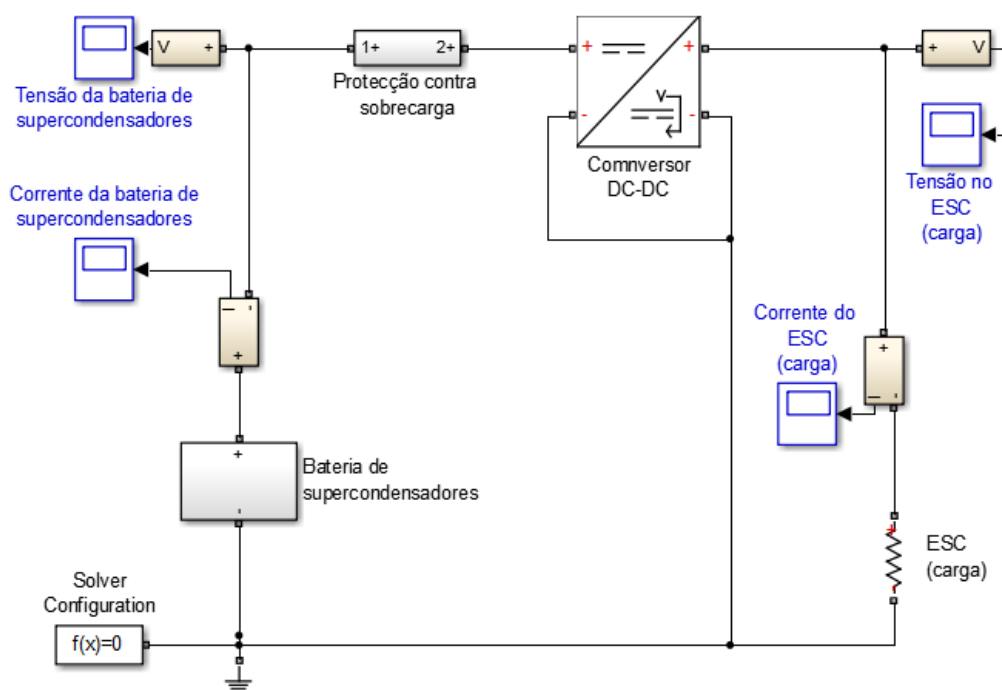 V
+
1+
2+
+
+
-
-
V
+
V
Protecção contra
sobrecarga
Tensão da bateria de
supercondensadores
Comnversor
DC-DC
Tensão no
ESC
(carga)
Corrente da bateria de
supercondensadores
I
-
+
Corrente do
ESC
(carga)
+
I
-
+
-
Bateria de
supercondensadores
+
-
ESC
(carga)
Solver
Configuration
f(x)=0